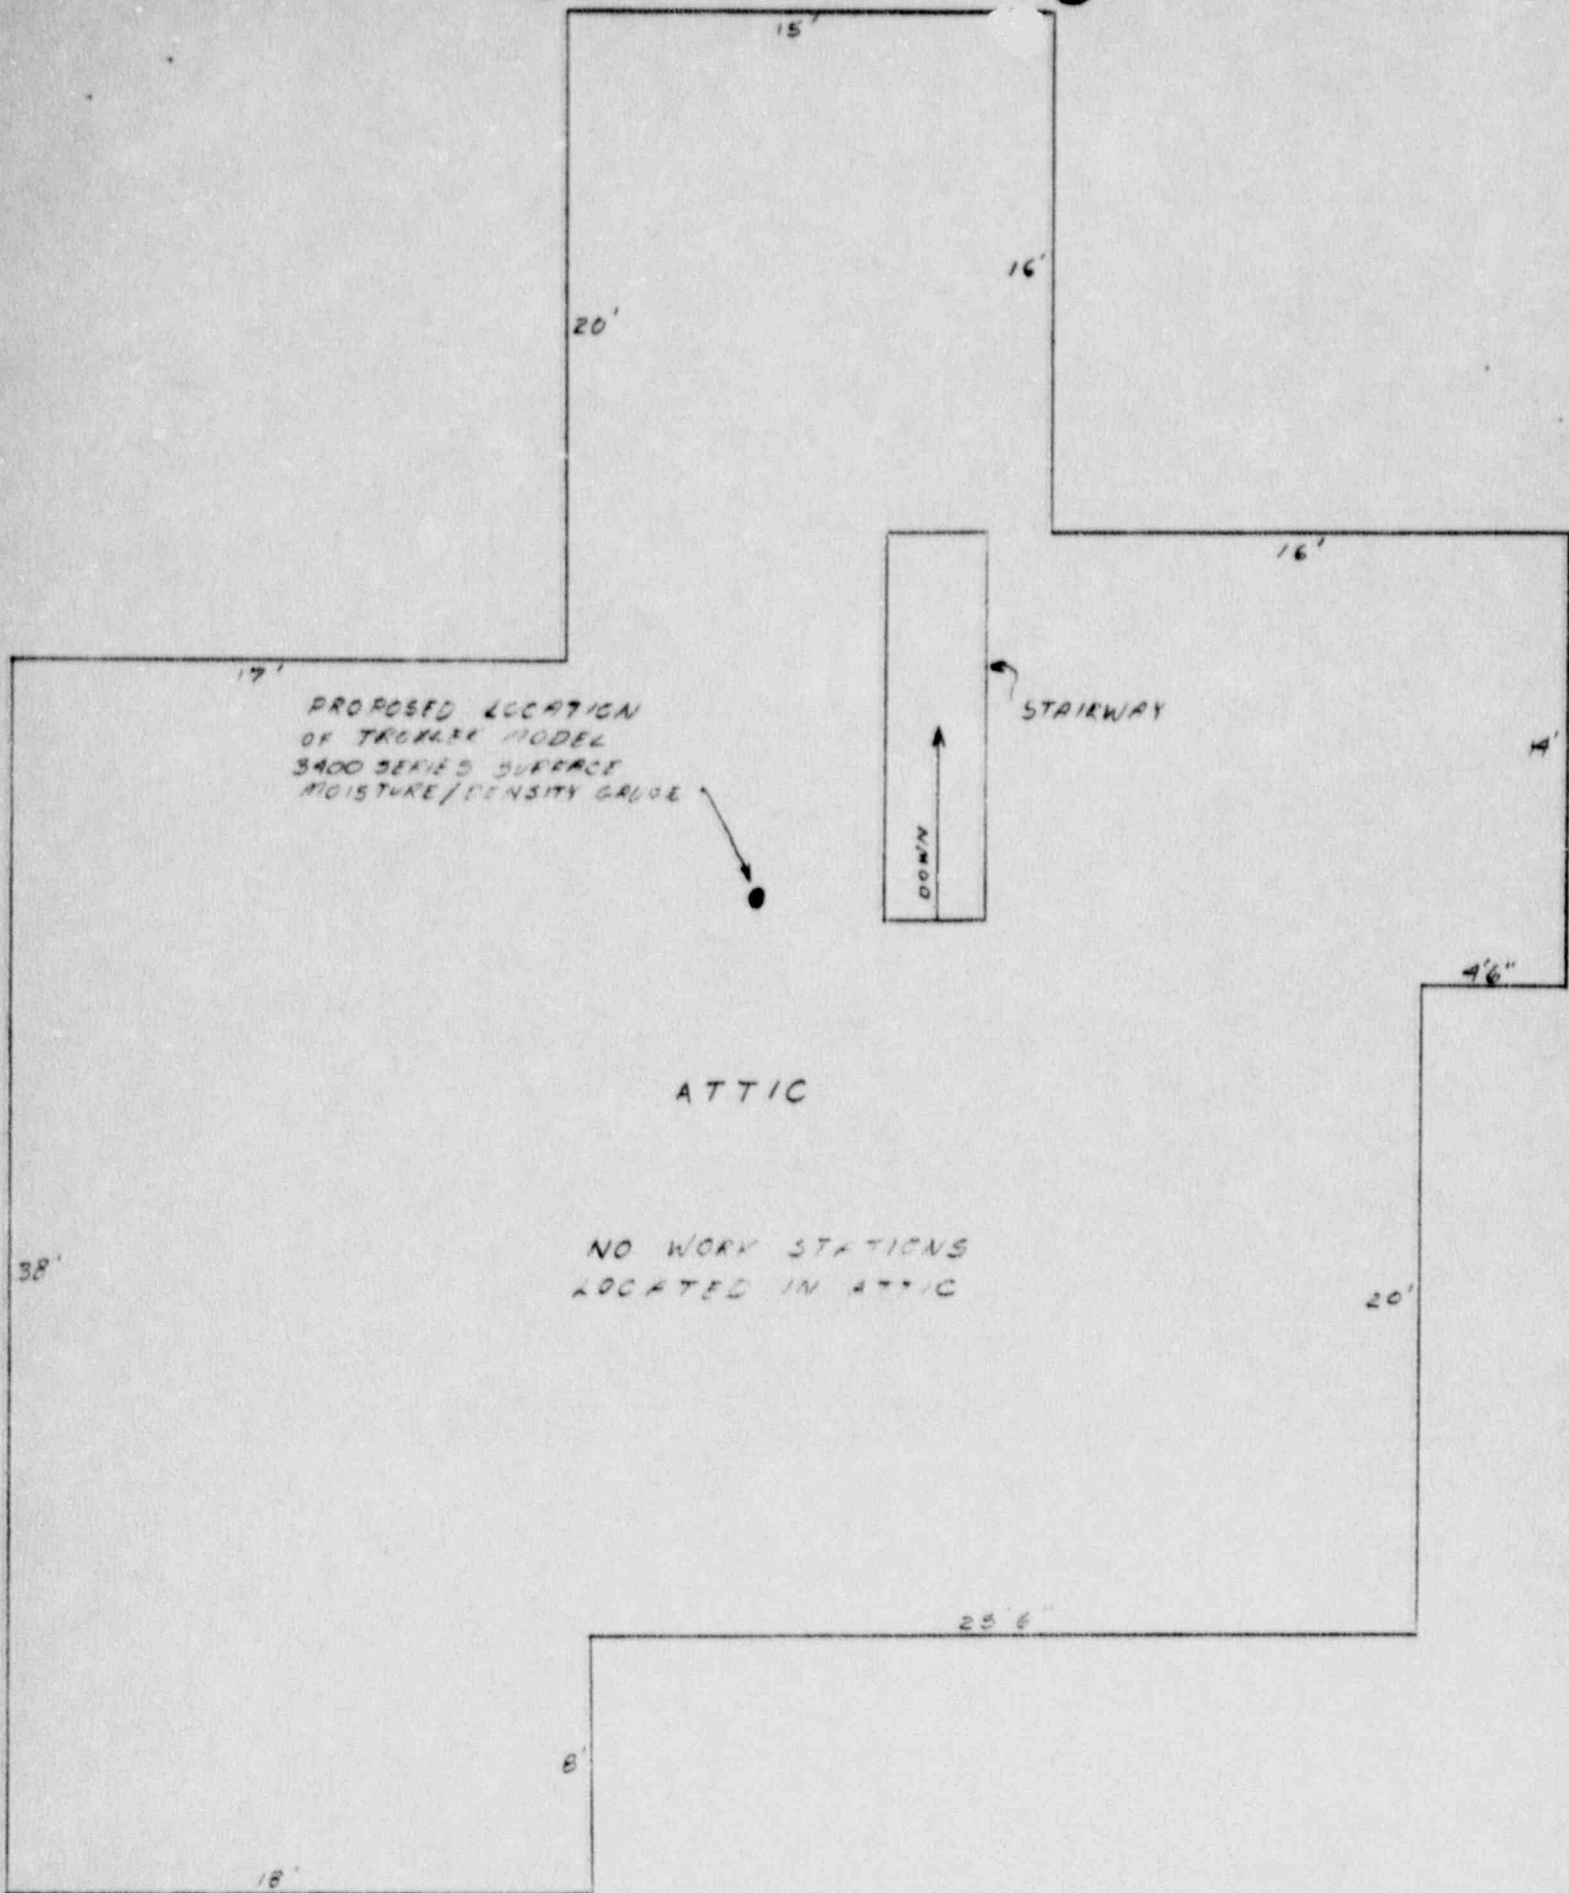 15'
16'
20'
16'
17'
PROPOSED LOCATION
OF TROXLER MODEL
3400 SERIES SURFACE
MOISTURE/DENSITY GAUGE
STAIRWAY
14'
DOWN
4'6"
ATTIC
NO WORK STATIONS
LOCATED IN ATTIC
38'
20'
25'6"
8'
18'